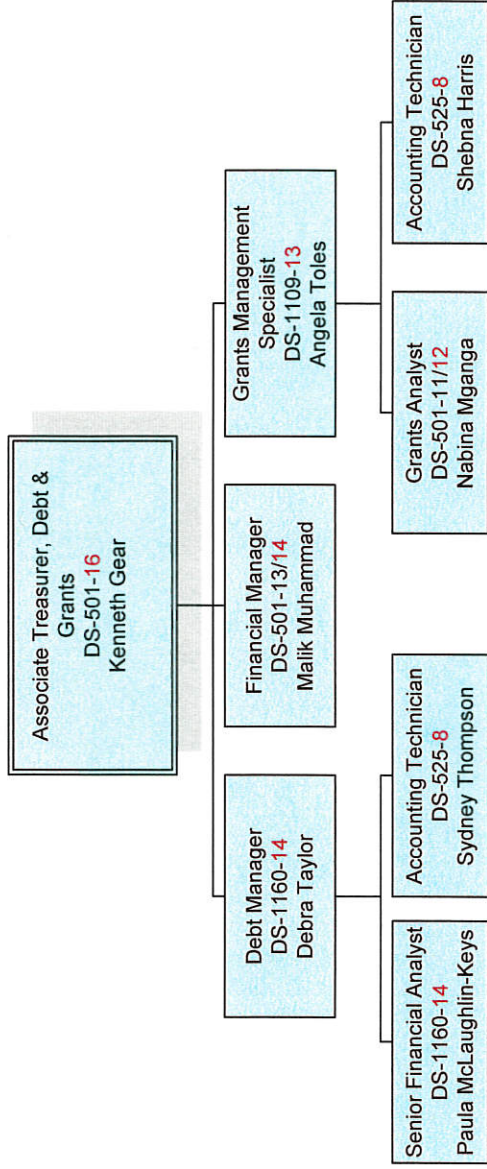 Associate Treasurer, Debt &
Grants
DS-501-16
Kenneth Gear
Debt Manager
DS-1160-14
Debra Taylor
Financial Manager
DS-501-13/14
Malik Muhammad
Grants Management
Specialist
DS-1109-13
Angela Toles
Senior Financial Analyst
DS-1160-14
Paula McLaughlin-Keys
Accounting Technician
DS-525-8
Sydney Thompson
Grants Analyst
DS-501-11/12
Nabina Mganga
Accounting Technician
DS-525-8
Shebna Harris